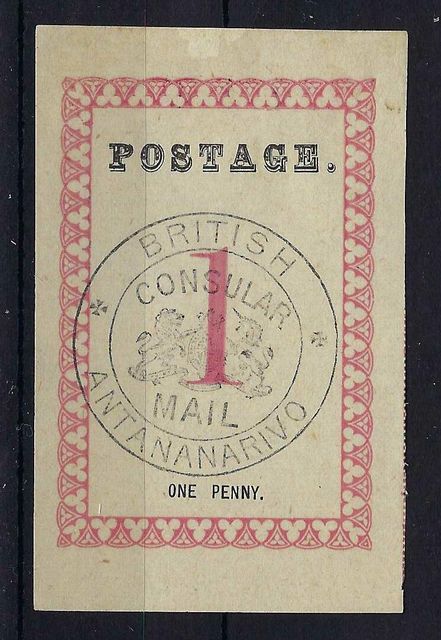 POSTAGE.
BRITISH
CONSULAR
1
MAIL
ANTANANARIVO
ONE PENNY.